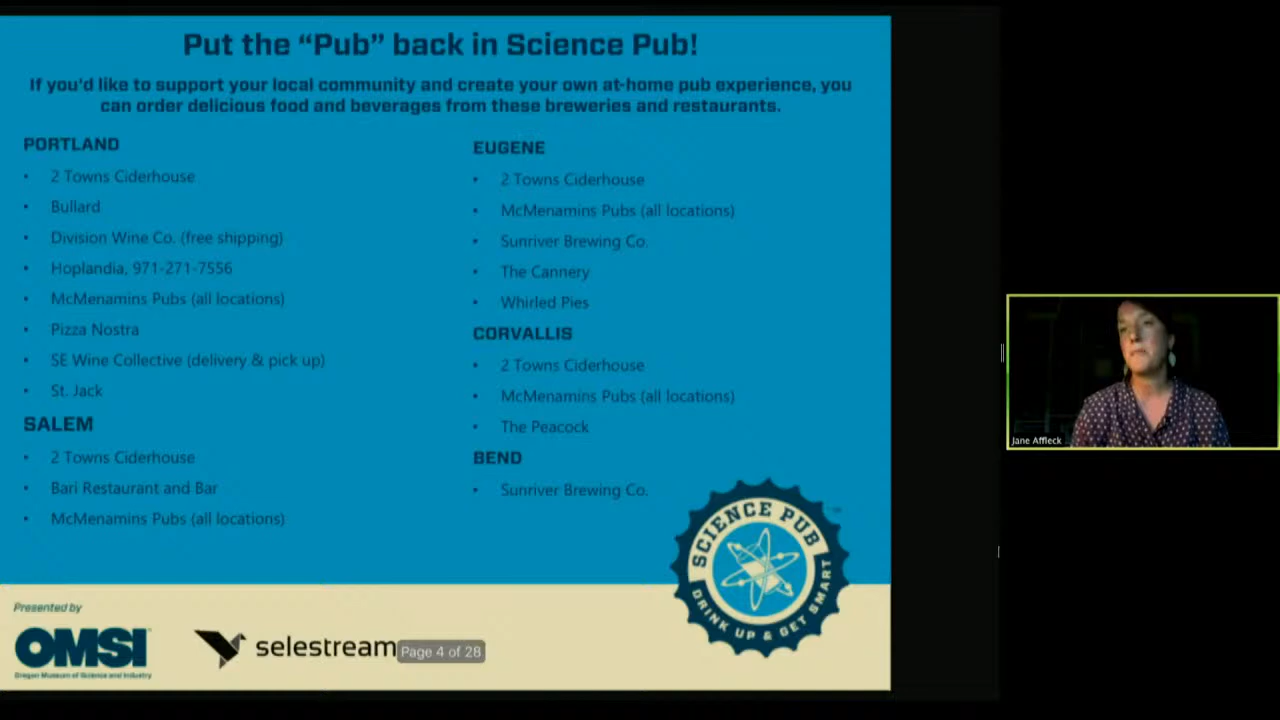 Put the “Pub” back in Science Pub!
If you'd like to support your local community and create your own at-home pub experience, you
can order delicious food and beverages from these breweries and restaurants.
PORTLAND
• 2 Towns Ciderhouse
• Bullard
• Division Wine Co. (free shipping)
• Hoplandia, 971-271-7556
• McMenamins Pubs (all locations)
• Pizza Nostra
• SE Wine Collective (delivery & pick up)
• St. Jack
SALEM
• 2 Towns Ciderhouse
• Bari Restaurant and Bar
• McMenamins Pubs (all locations)
EUGENE
• 2 Towns Ciderhouse
• McMenamins Pubs (all locations)
• Sunriver Brewing Co.
• The Cannery
• Whirled Pies
CORVALLIS
• 2 Towns Ciderhouse
• McMenamins Pubs (all locations)
• The Peacock
BEND
• Sunriver Brewing Co.
SCIENCE PUB
DRINK UP & GET SMART
Presented by
OMSI
Oregon Museum of Science and Industry
selestream
Page 4 of 28
Jane Affleck